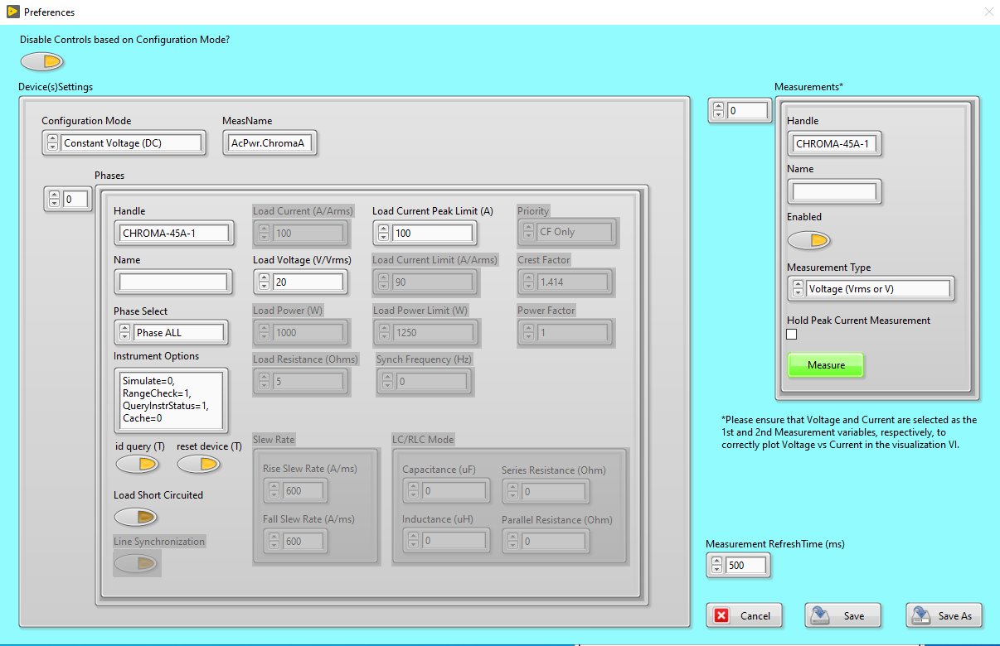 Preferences
Disable Controls based on Configuration Mode?
Device(s)Settings
Configuration Mode
Constant Voltage (DC)
MeasName
AcPwr.ChromaA
Phases
0
Handle
CHROMA-45A-1
Name
Phase Select
Phase ALL
Instrument Options
Simulate=0,
RangeCheck=1,
QueryInstrStatus=1,
Cache=0
id query (T)
reset device (T)
Load Short Circuited
Line Synchronization
Load Current (A/Arms)
100
Load Voltage (V/Vrms)
20
Load Power (W)
1000
Load Resistance (Ohms)
5
Load Current Peak Limit (A)
100
Load Current Limit (A/Arms)
90
Load Power Limit (W)
1250
Synch Frequency (Hz)
0
Priority
CF Only
Crest Factor
1,414
Power Factor
1
Slew Rate
Rise Slew Rate (A/ms)
600
Fall Slew Rate (A/ms)
600
LC/RLC Mode
Capacitance (uF)
0
Series Resistance (Ohm)
0
Inductance (uH)
0
Parallel Resistance (Ohm)
0
Measurements*
0
Handle
CHROMA-45A-1
Name
Enabled
Measurement Type
Voltage (Vrms or V)
Hold Peak Current Measurement
Measure
*Please ensure that Voltage and Current are selected as the
1st and 2nd Measurement variables, respectively, to
correctly plot Voltage vs Current in the visualization VI.
Measurement RefreshTime (ms)
500
Cancel
Save
Save As